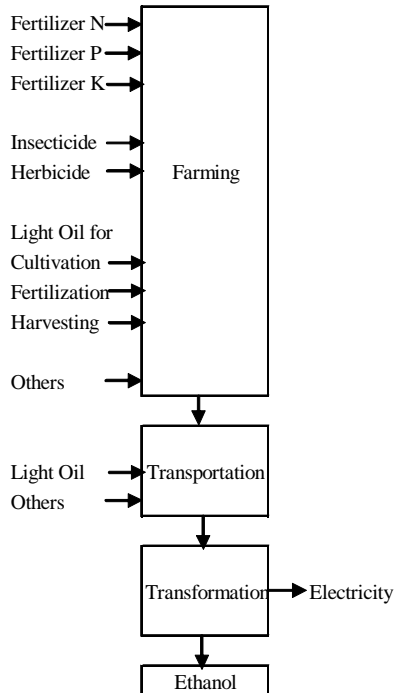 Fertilizer N
Fertilizer P
Fertilizer K
Insecticide
Herbicide
Farming
Light Oil for
Cultivation
Fertilization
Harvesting
Others
Light Oil
Transportation
Others
Transformation
Electricity
Ethanol